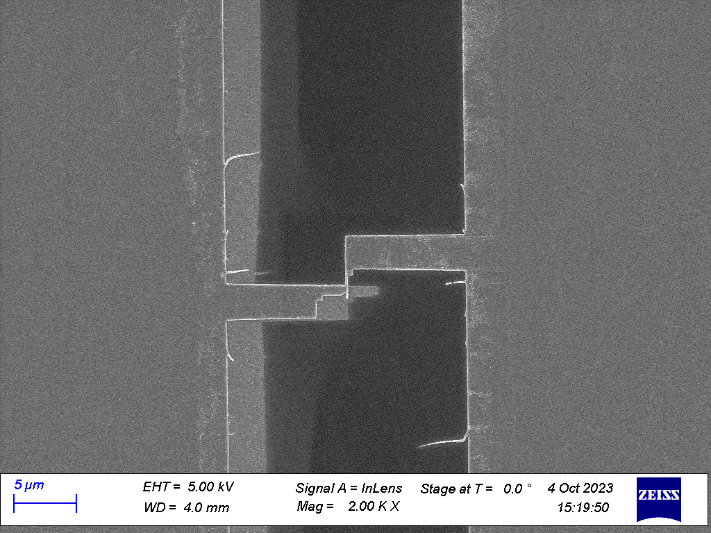 5 µm
EHT = 5.00 kV
Signal A = InLens
Stage at T = 0.0 °
4 Oct 2023
WD = 4.0 mm
Mag = 2.00 K X
15:19:50
ZEISS